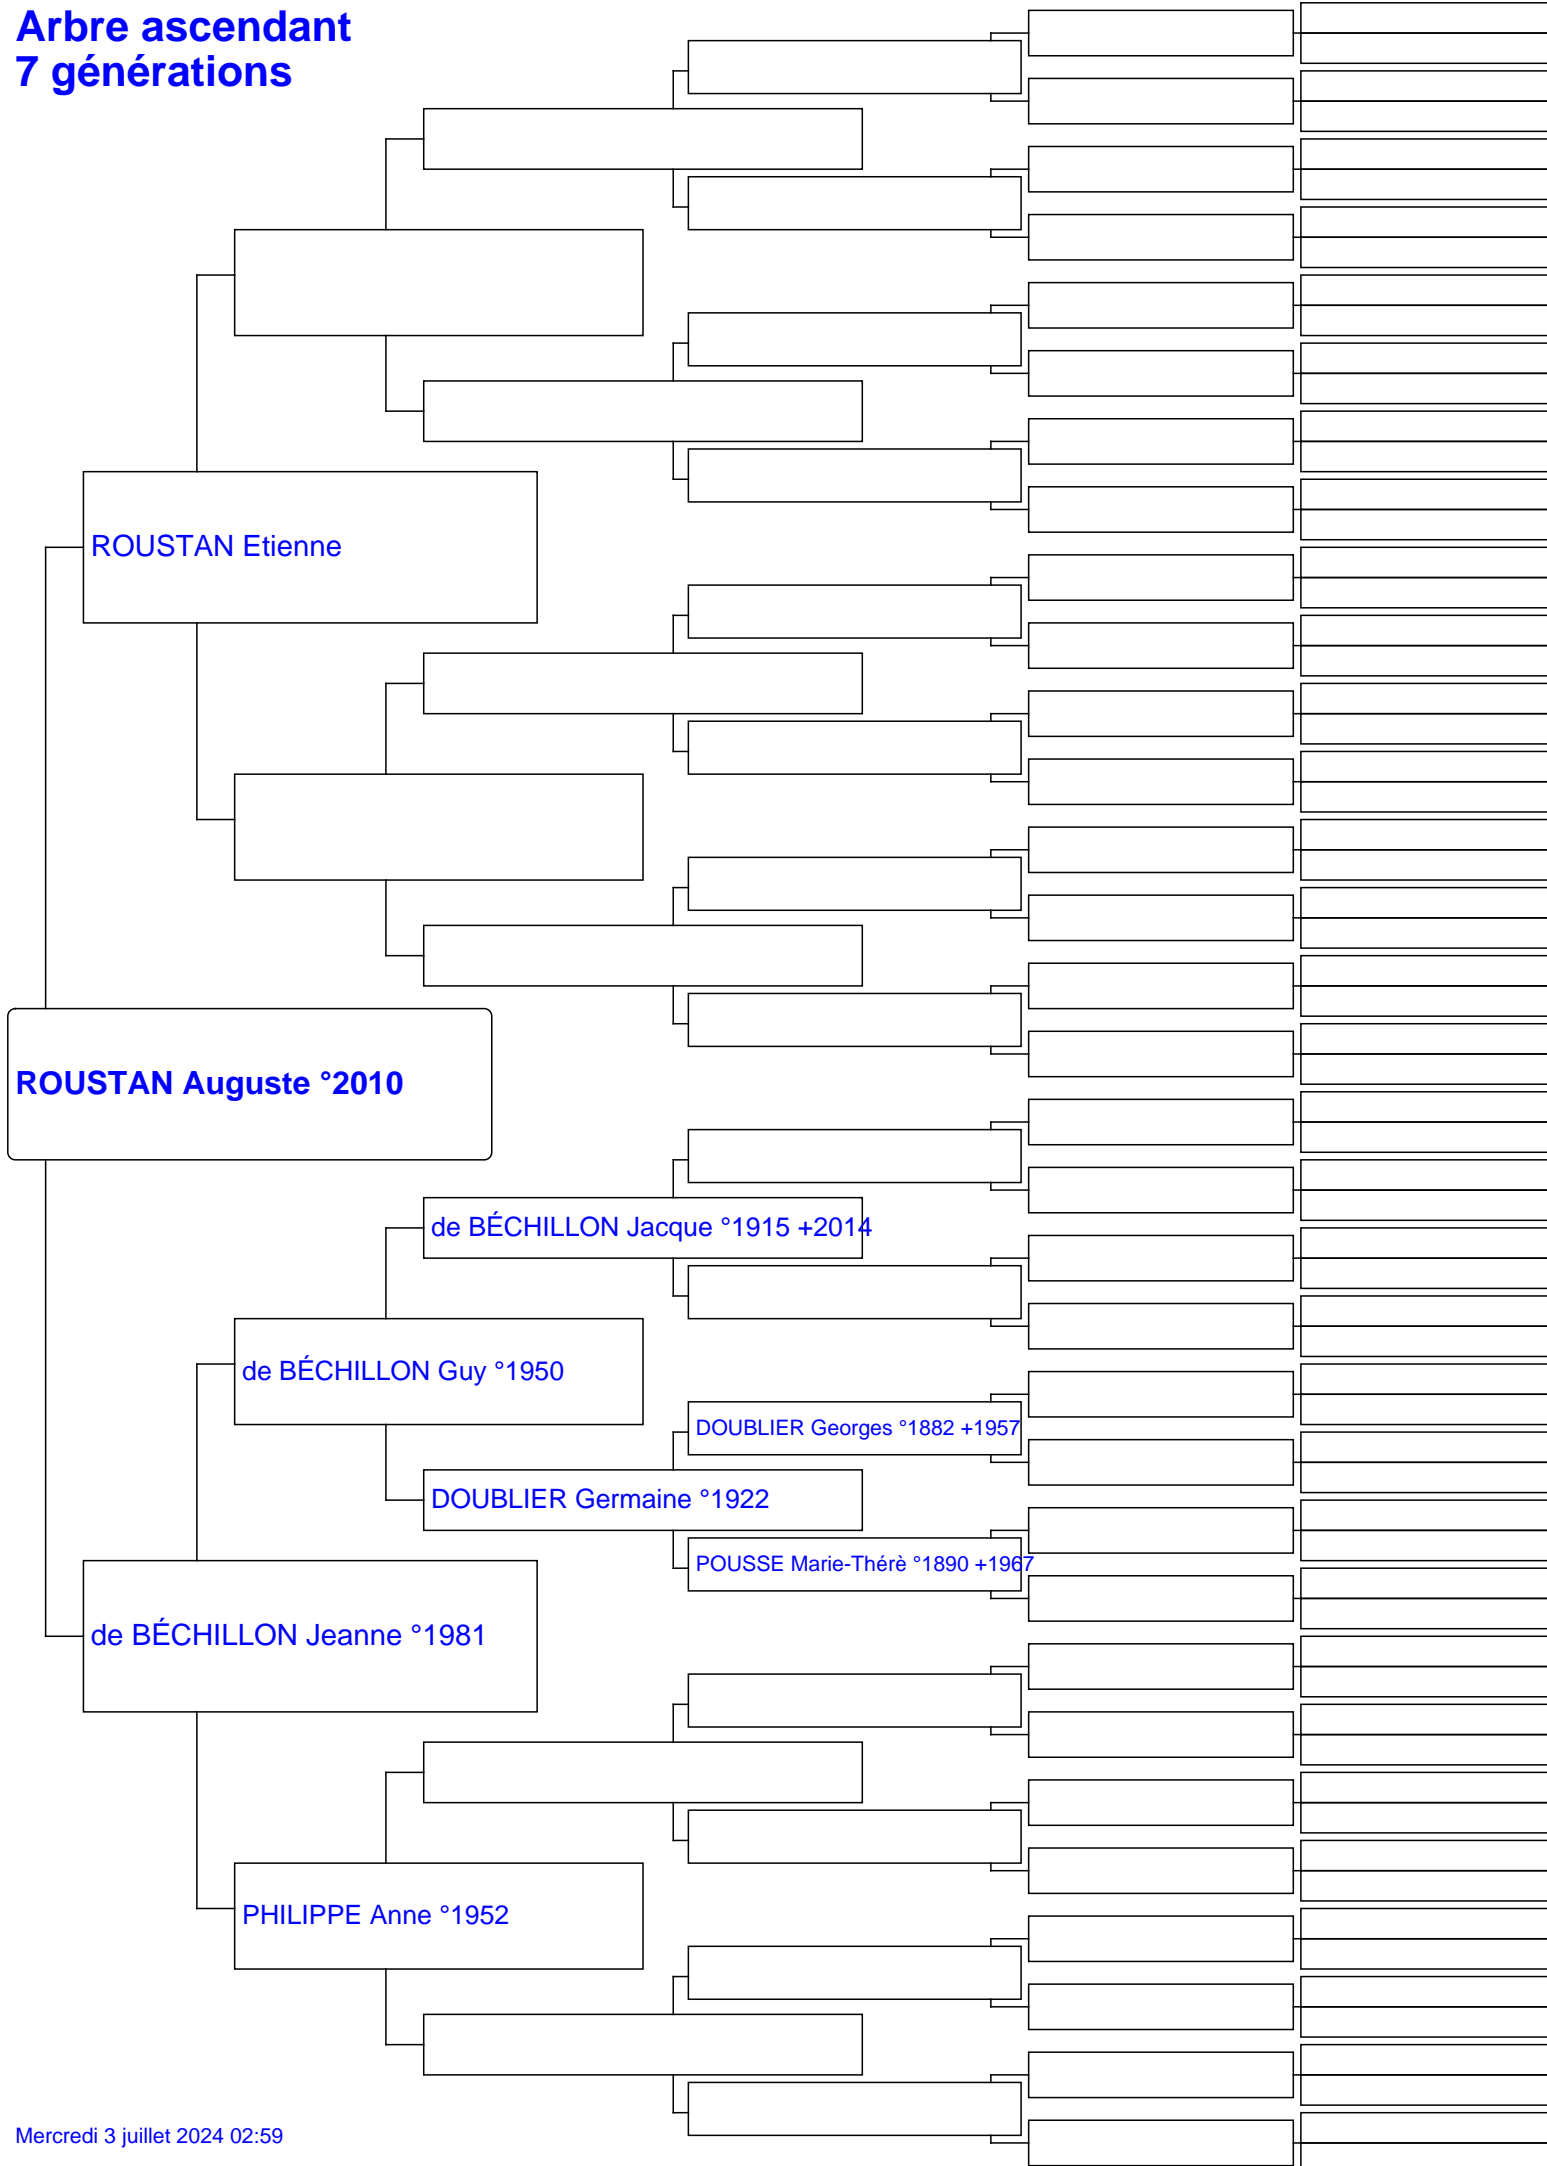 Arbre ascendant
7 générations
ROUSTAN Etienne
ROUSTAN Auguste °2010
de BÉCHILLON Jacque °1915 +2014
de BÉCHILLON Guy °1950
DOUBLIER Georges °1882 +1957
DOUBLIER Germaine °1922
POUSSE Marie-Thérè °1890 +1967
de BÉCHILLON Jeanne °1981
PHILIPPE Anne °1952
Mercredi 3 juillet 2024 02:59